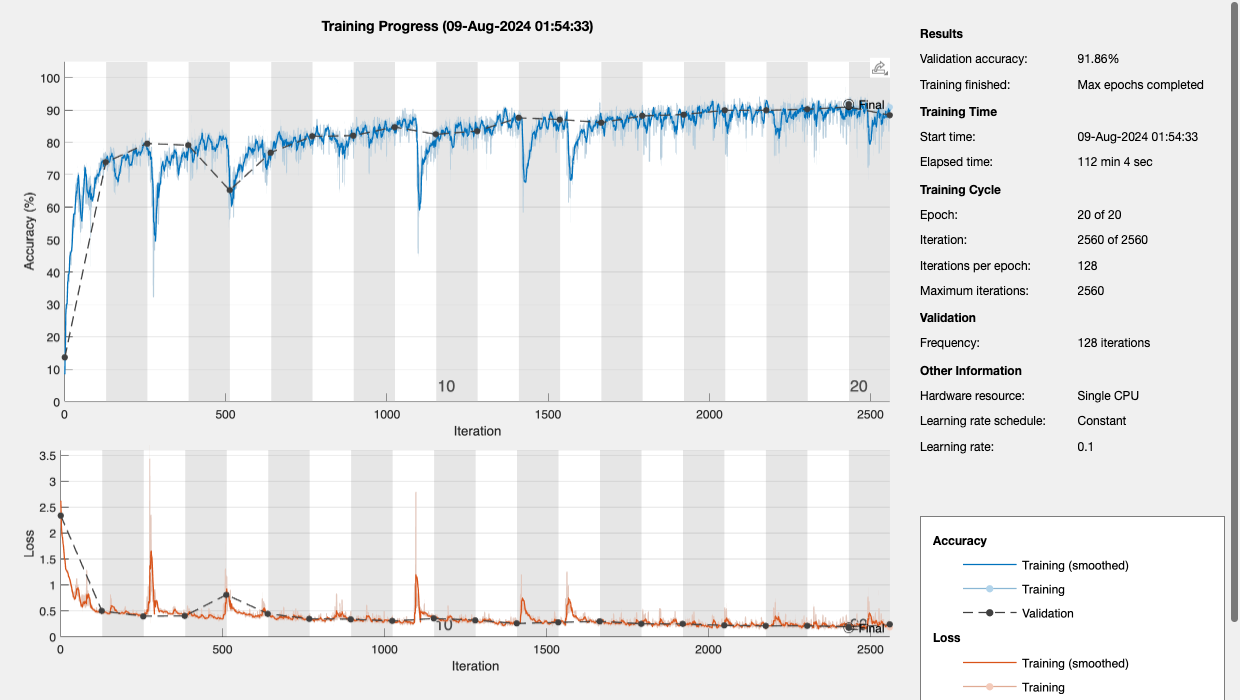 Training Progress (09-Aug-2024 01:54:33)
Accuracy (%)
100
90
80
70
60
50
40
30
20
10
0
Final
10
20
0
500
1000
1500
2000
2500
Iteration
Loss
3.5
3
2.5
2
1.5
1
0.5
0
10
20
Final
0
500
1000
1500
2000
2500
Iteration
Results
Validation accuracy: 91.86%
Training finished: Max epochs completed
Training Time
Start time: 09-Aug-2024 01:54:33
Elapsed time: 112 min 4 sec
Training Cycle
Epoch: 20 of 20
Iteration: 2560 of 2560
Iterations per epoch: 128
Maximum iterations: 2560
Validation
Frequency: 128 iterations
Other Information
Hardware resource: Single CPU
Learning rate schedule: Constant
Learning rate: 0.1
Accuracy
Training (smoothed)
Training
Validation
Loss
Training (smoothed)
Training